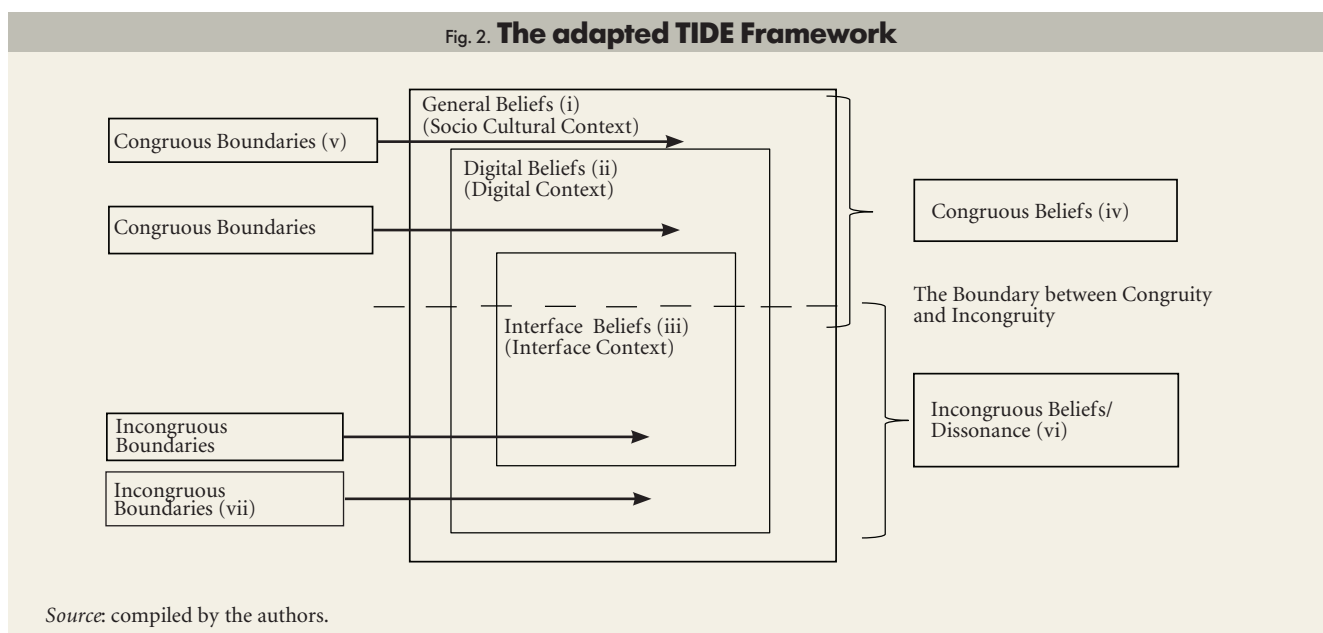 Fig. 2. The adapted TIDE Framework
General Beliefs (i)
(Socio Cultural Context)
Congruous Boundaries (v)
Digital Beliefs (ii)
(Digital Context)
Congruous Beliefs (iv)
Congruous Boundaries
The Boundary between Congruity
and Incongruity
Interface Beliefs (iii)
(Interface Context)
Incongruous Beliefs/
Dissonance (vi)
Incongruous
Boundaries
Incongruous
Boundaries (vii)
Source: compiled by the authors.